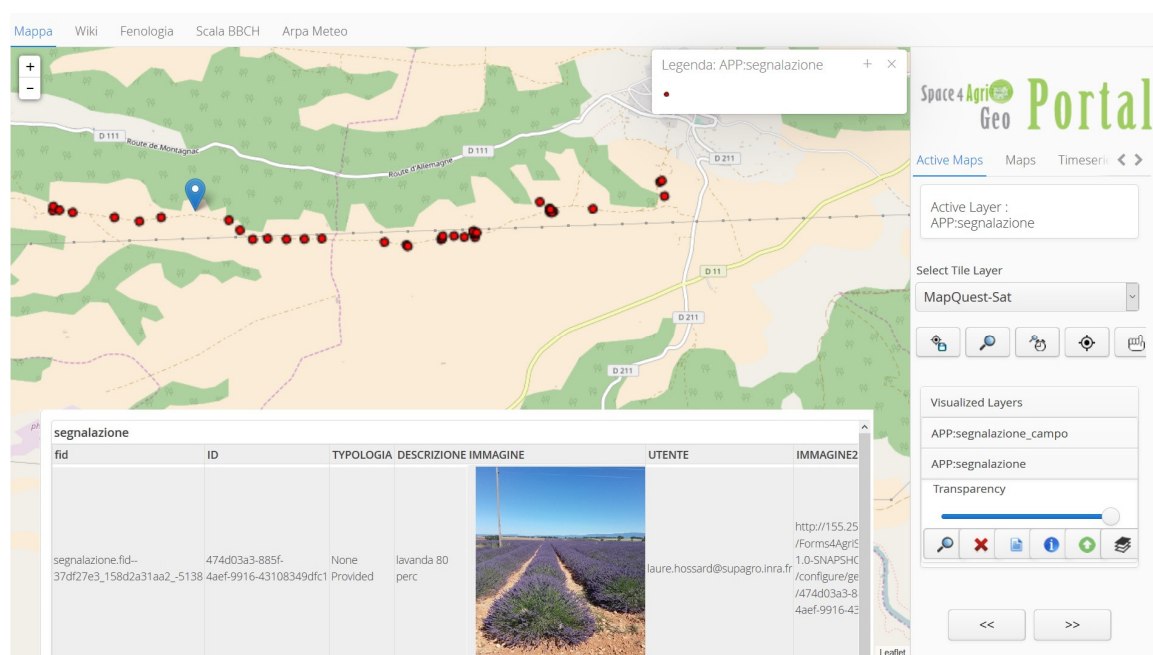 Mappa Wiki Fenologia Scala BBCH Arpa Meteo
+
-
Legenda: APP:segnalazione + ×
D 111
Route de Montagnac
D 111
Route d'Allemagne
D 211
D 11
D 211
D 211
Space 4 Agri
Geo
Portal
Active Maps Maps Timeseri
Active Layer :
APP:segnalazione
Select Tile Layer
MapQuest-Sat
Visualized Layers
APP:segnalazione_campo
APP:segnalazione
Transparency
<< >>
segnalazione
fid ID TYPOLOGIA DESCRIZIONE IMMAGINE UTENTE IMMAGINE2
segnalazione.fid--
37df27e3_158d2a31aa2_-5138
474d03a3-885f-
4aef-9916-43108349dfc1
None
Provided
lavanda 80
perc
laure.hossard@supagro.inra.fr
http://155.25
/Forms4AgriS
1.0-SNAPSHO
/configure/ge
/474d03a3-8
4aef-9916-43
Leaflet